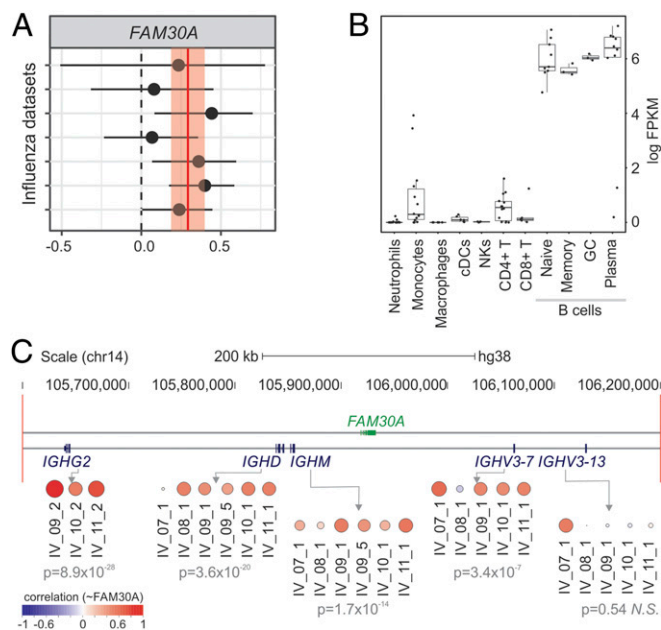 A
FAM30A
Influenza datasets
-0.5
0.0
0.5
B
log FPKM
6
4
2
0
Neutrophils
Monocytes
Macrophages
cDCs
NKs
CD4+ T
CD8+ T
Naive
Memory
GC
Plasma
B cells
C
Scale (chr14)
200 kb
hg38
105,700,000
105,800,000
105,900,000
106,000,000
106,100,000
106,200,000
FAM30A
IGHG2
IGHD
IGHM
IGHV3-7
IGHV3-13
IV_09_2
IV_10_2
IV_11_2
p=8.9x10-28
IV_07_1
IV_08_1
IV_09_1
IV_09_5
IV_10_1
IV_11_1
p=3.6x10-20
IV_07_1
IV_08_1
IV_09_1
IV_09_5
IV_10_1
IV_11_1
p=1.7x10-14
IV_07_1
IV_08_1
IV_09_1
IV_10_1
IV_11_1
p=3.4x10-7
IV_07_1
IV_08_1
IV_09_1
IV_10_1
IV_11_1
p=0.54 N.S.
correlation (~FAM30A)
-1 -0.6 0 0.6 1